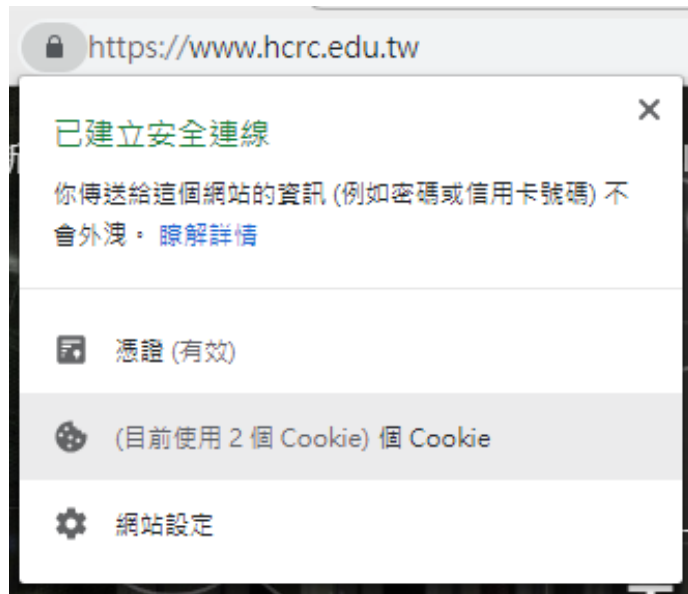 https://www.hcrc.edu.tw
已建立安全連線
你傳送給這個網站的資訊 (例如密碼或信用卡號碼) 不
會外洩。 瞭解詳情
憑證 (有效)
(目前使用 2 個 Cookie) 個 Cookie
網站設定